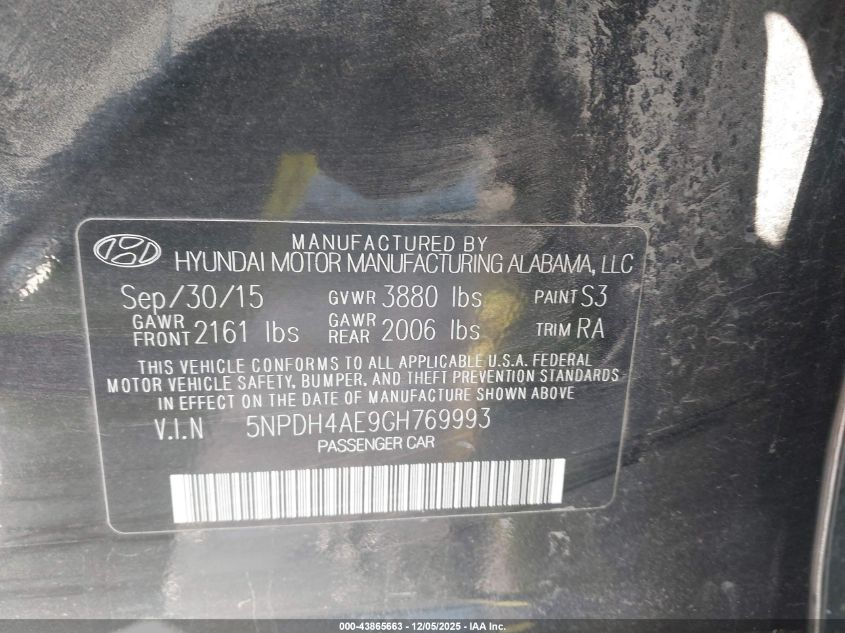 MANUFACTURED BY
HYUNDAI MOTOR MANUFACTURING ALABAMA, LLC
Sep/30/15 GVWR 3880 lbs PAINT S3
GAWR FRONT 2161 lbs GAWR REAR 2006 lbs TRIM RA
THIS VEHICLE CONFORMS TO ALL APPLICABLE U.S.A. FEDERAL
MOTOR VEHICLE SAFETY, BUMPER, AND THEFT PREVENTION STANDARDS
IN EFFECT ON THE DATE OF MANUFACTURE SHOWN ABOVE
V.I.N 5NPDH4AE9GH769993
PASSENGER CAR
000-43865663 - 12/05/2025 - IAA Inc.